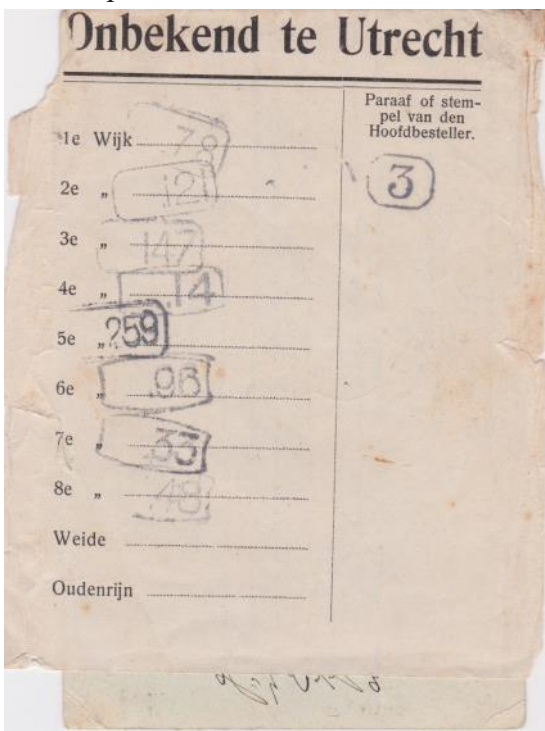 Onbekend te Utrecht
Paraaf of stem-
pel van den
Hoofdbesteller.
3
1e Wijk 78
2e „ 121
3e „ 147
4e „ 14
5e „ 259
6e „ 96
7e „ 33
8e „ 48
Weide
Oudenrijn